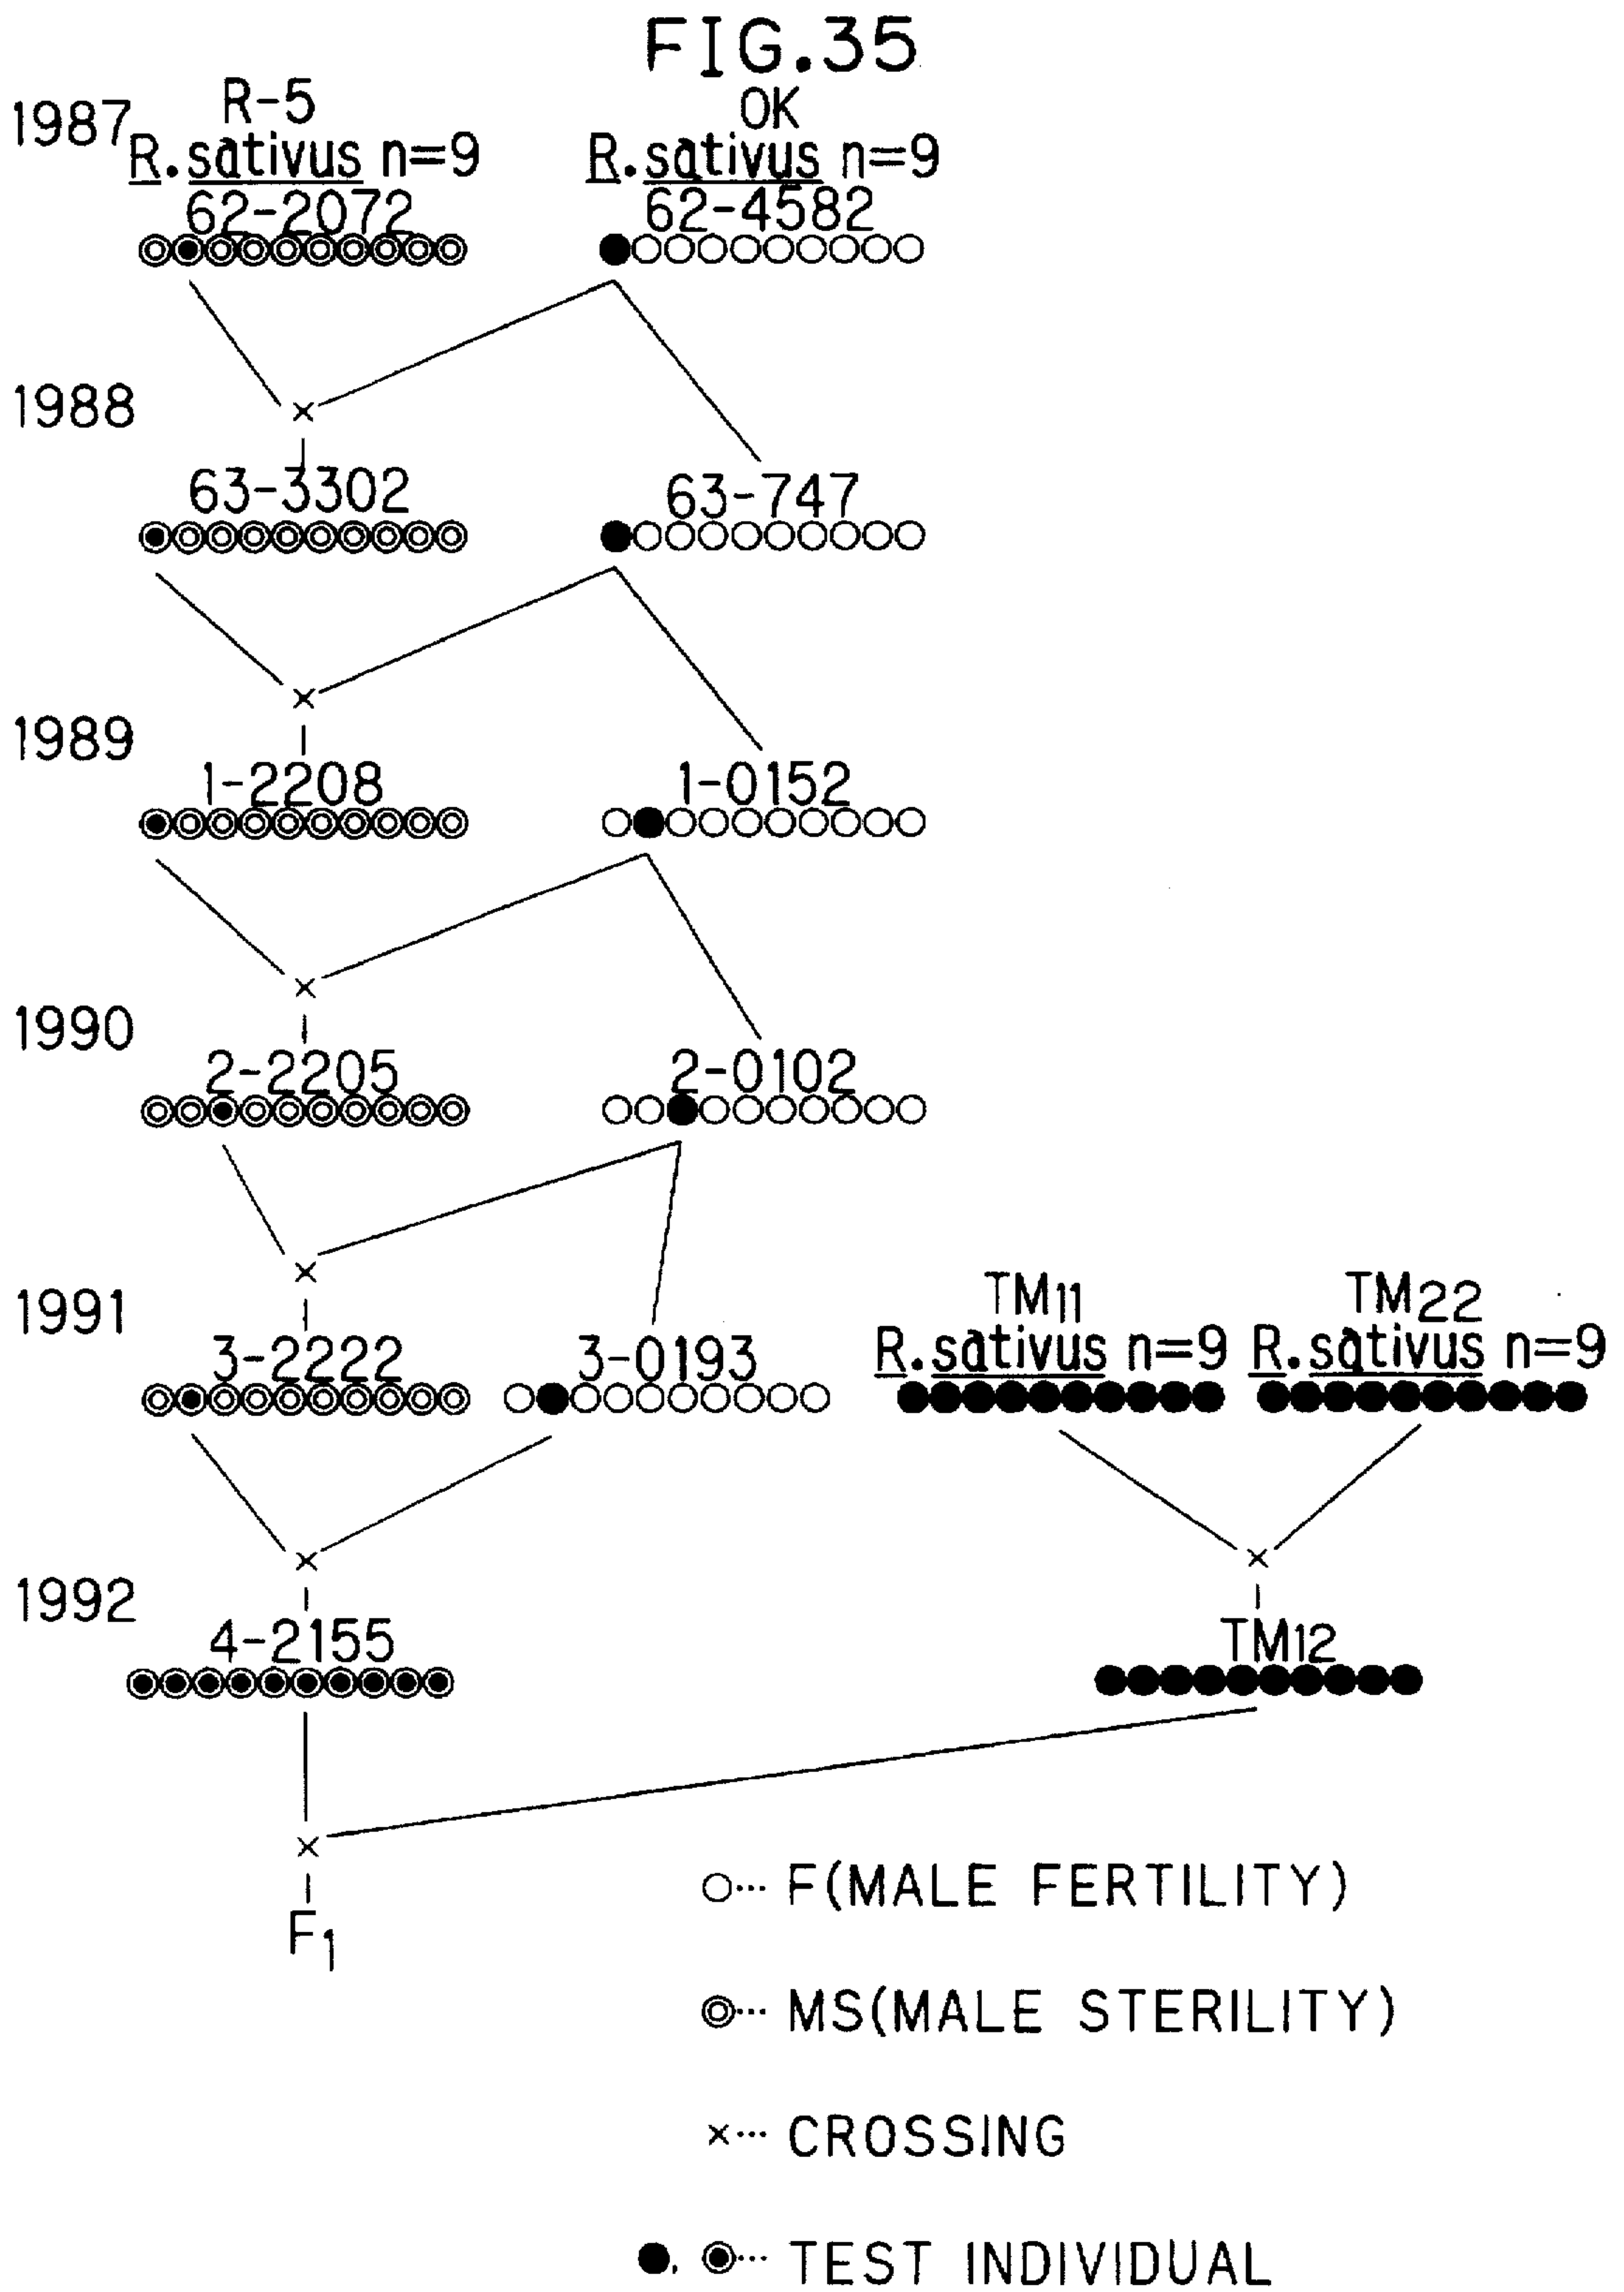 FIG.35
1987
R-5
OK
R.sativus n=9
R.sativus n=9
62-2072
62-4582
1988
63-3302
63-747
1989
1-2208
1-0152
1990
2-2205
2-0102
1991
TM11
TM22
R.sativus n=9
R.sativus n=9
3-2222
3-0193
1992
4-2155
TM12
F1
○··· F(MALE FERTILITY)
◎··· MS(MALE STERILITY)
×··· CROSSING
●, ◉··· TEST INDIVIDUAL